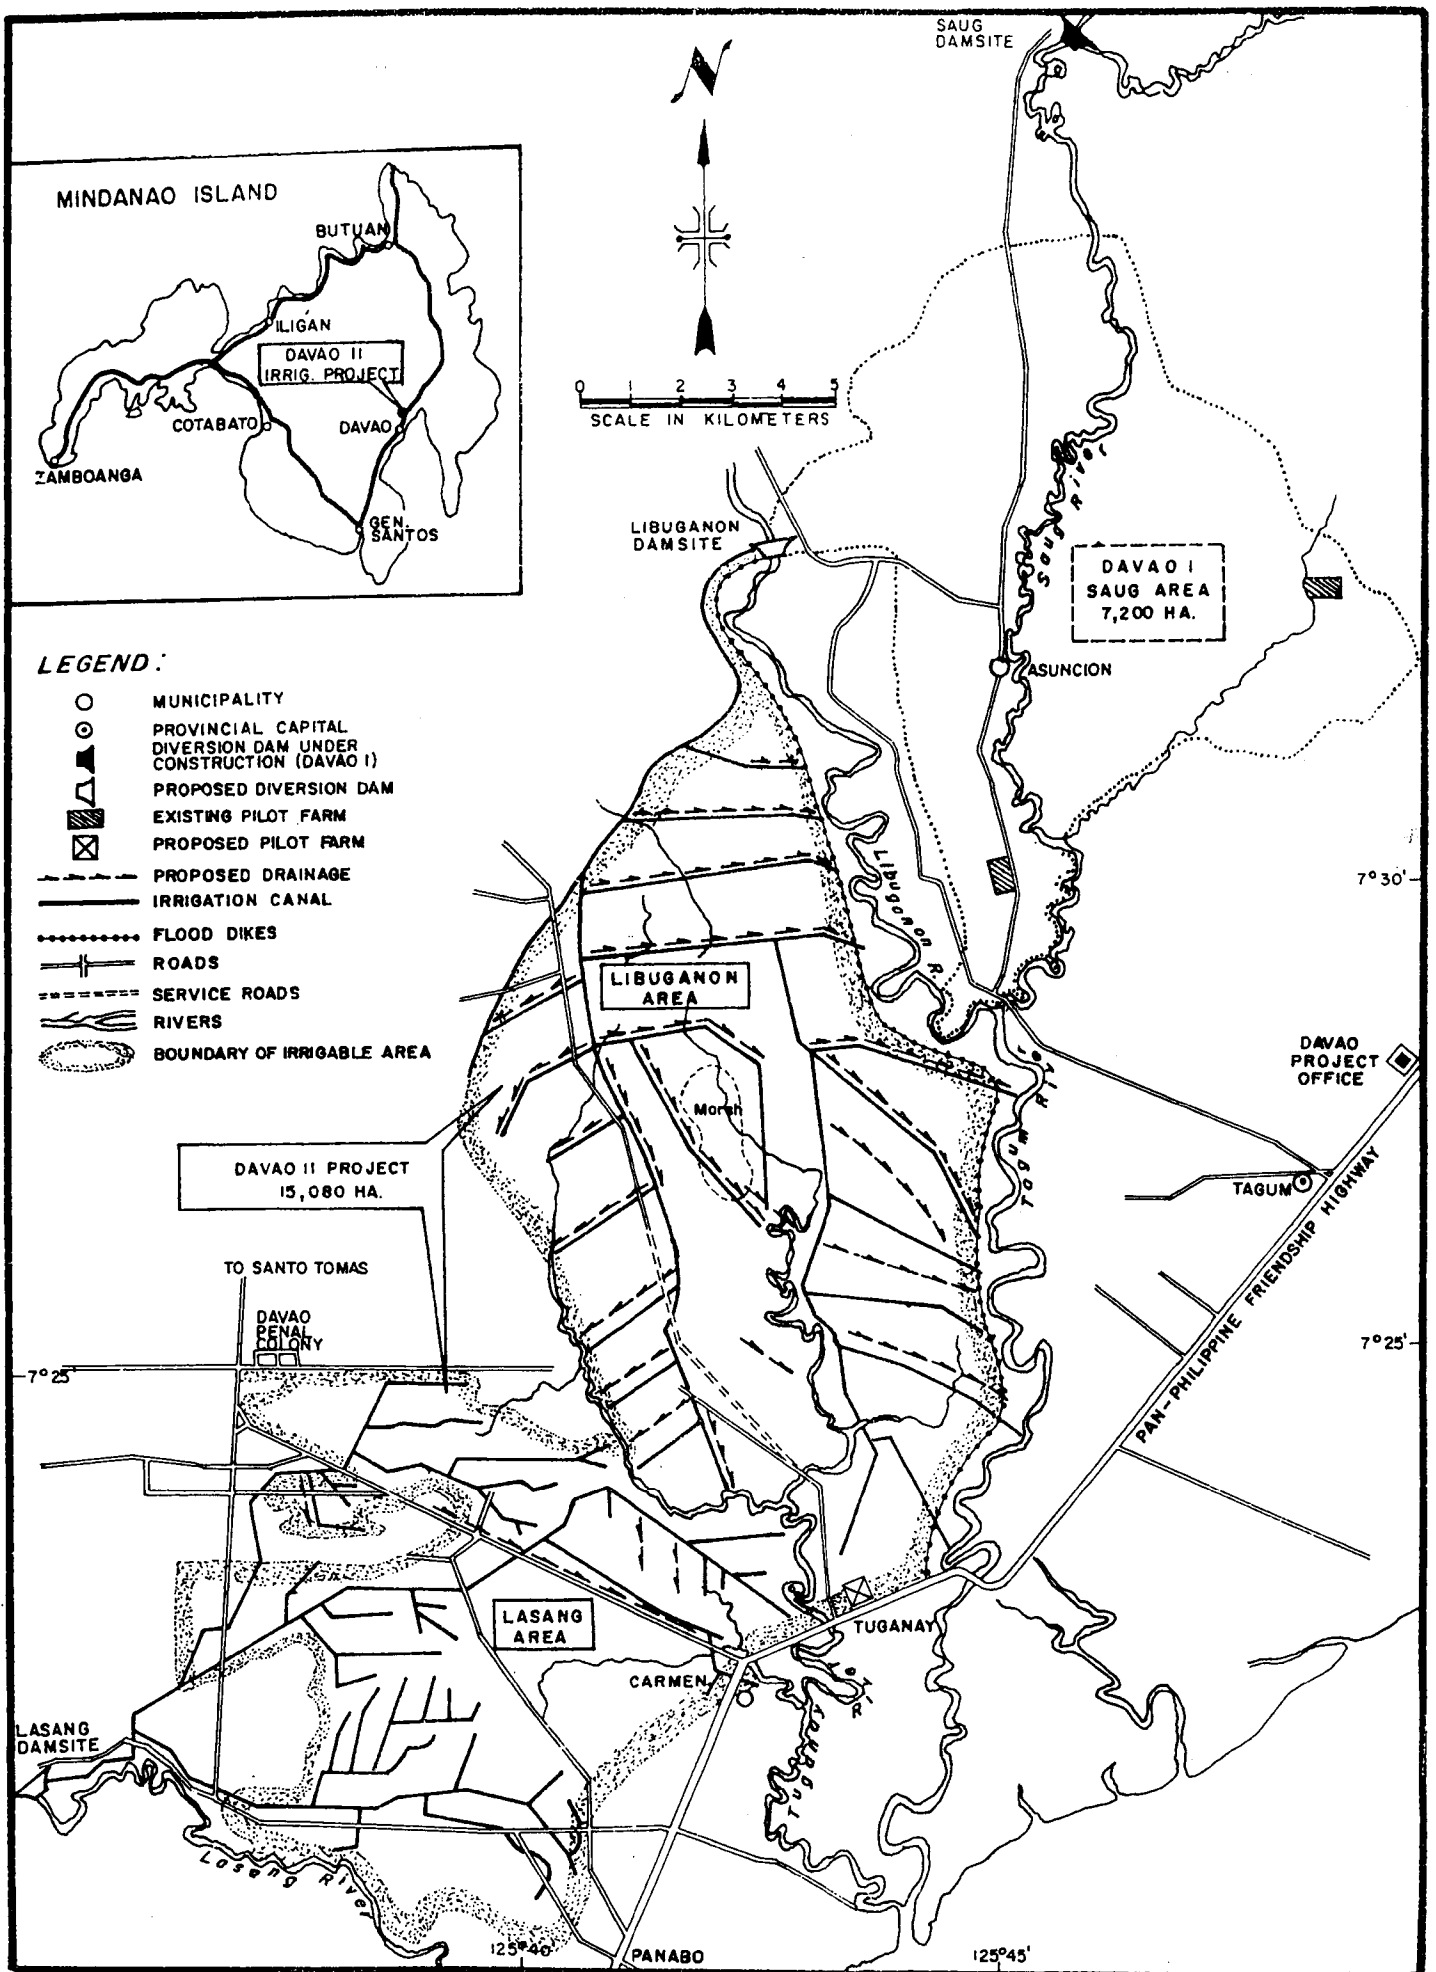 SAUG
DAMSITE
N
MINDANAO ISLAND
BUTUAN
ILIGAN
DAVAO II
IRRIG. PROJECT
COTABATO
DAVAO
ZAMBOANGA
GEN.
SANTOS
0 1 2 3 4 5
SCALE IN KILOMETERS
LIBUGANON
DAMSITE
Saug River
DAVAO I
SAUG AREA
7,200 HA.
ASUNCION
LEGEND:
MUNICIPALITY
PROVINCIAL CAPITAL
DIVERSION DAM UNDER
CONSTRUCTION (DAVAO I)
PROPOSED DIVERSION DAM
EXISTING PILOT FARM
PROPOSED PILOT FARM
PROPOSED DRAINAGE
IRRIGATION CANAL
FLOOD DIKES
ROADS
SERVICE ROADS
RIVERS
BOUNDARY OF IRRIGABLE AREA
Libuganon R.
7°30'
LIBUGANON
AREA
DAVAO
PROJECT
OFFICE
Marsh
Tagum River
DAVAO II PROJECT
15,080 HA.
TAGUM
PAN-PHILIPPINE FRIENDSHIP HIGHWAY
TO SANTO TOMAS
DAVAO
PENAL
COLONY
7°25'
7°25'
LASANG
AREA
TUGANAY
CARMEN
LASANG
DAMSITE
Lasang River
125°40'
PANABO
125°45'